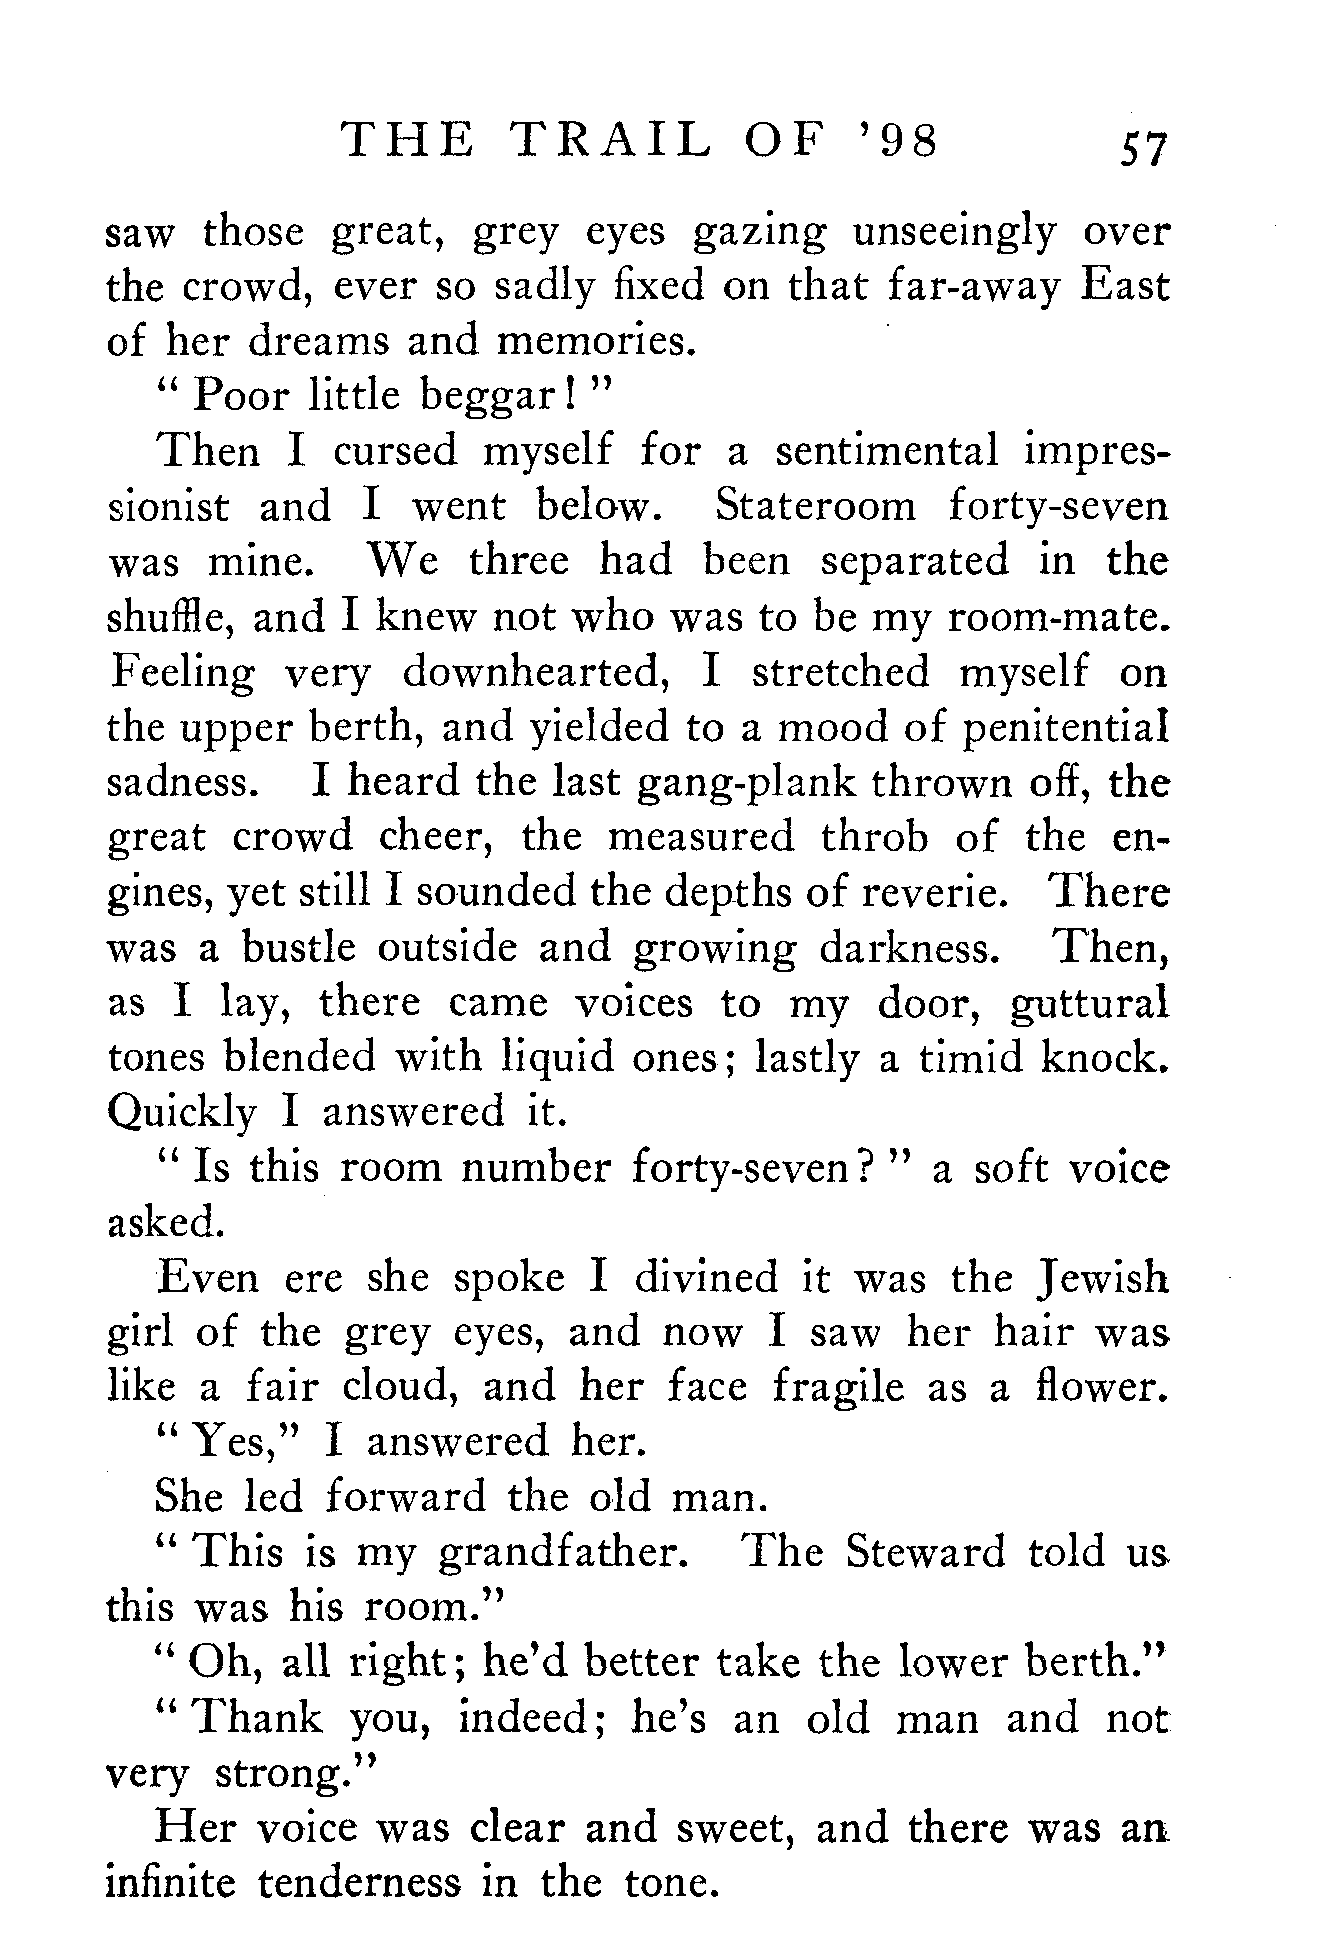 THE TRAIL OF '98 57
saw those great, grey eyes gazing unseeingly over
the crowd, ever so sadly fixed on that far-away East
of her dreams and memories.
“ Poor little beggar! ”
Then I cursed myself for a sentimental impres-
sionist and I went below. Stateroom forty-seven
was mine. We three had been separated in the
shuffle, and I knew not who was to be my room-mate.
Feeling very downhearted, I stretched myself on
the upper berth, and yielded to a mood of penitential
sadness. I heard the last gang-plank thrown off, the
great crowd cheer, the measured throb of the en-
gines, yet still I sounded the depths of reverie. There
was a bustle outside and growing darkness. Then,
as I lay, there came voices to my door, guttural
tones blended with liquid ones; lastly a timid knock.
Quickly I answered it.
“ Is this room number forty-seven? ” a soft voice
asked.
Even ere she spoke I divined it was the Jewish
girl of the grey eyes, and now I saw her hair was
like a fair cloud, and her face fragile as a flower.
“ Yes,” I answered her.
She led forward the old man.
“ This is my grandfather. The Steward told us
this was his room.”
“ Oh, all right; he'd better take the lower berth.”
“ Thank you, indeed; he's an old man and not
very strong.”
Her voice was clear and sweet, and there was an
infinite tenderness in the tone.